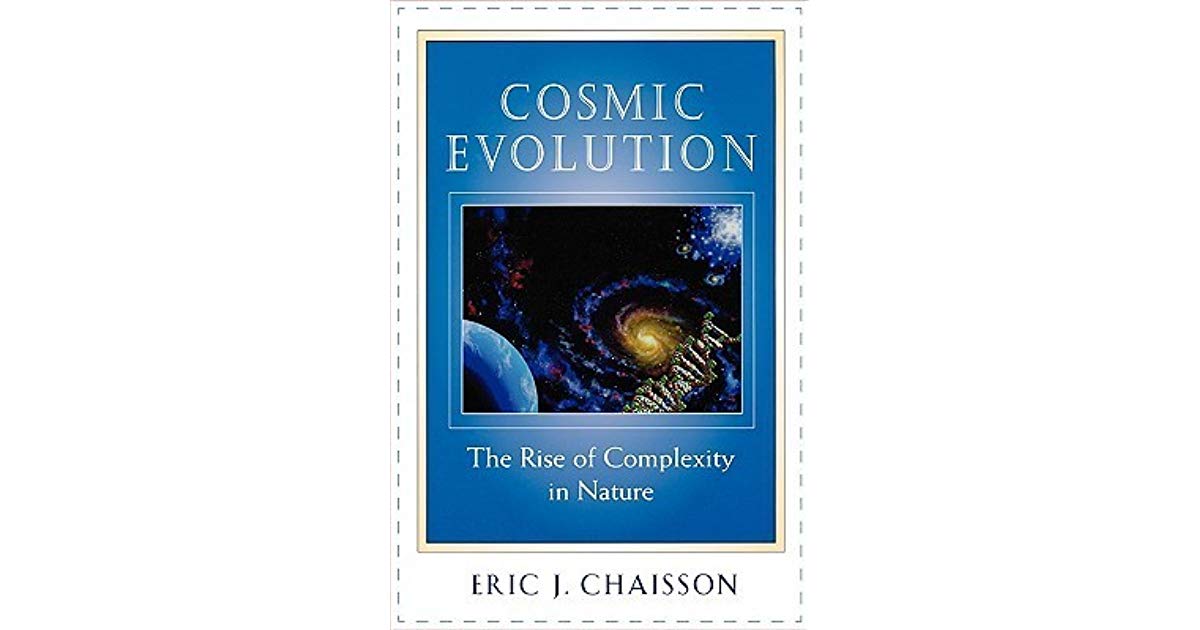 COSMIC
EVOLUTION
The Rise of Complexity
in Nature
ERIC J. CHAISSON